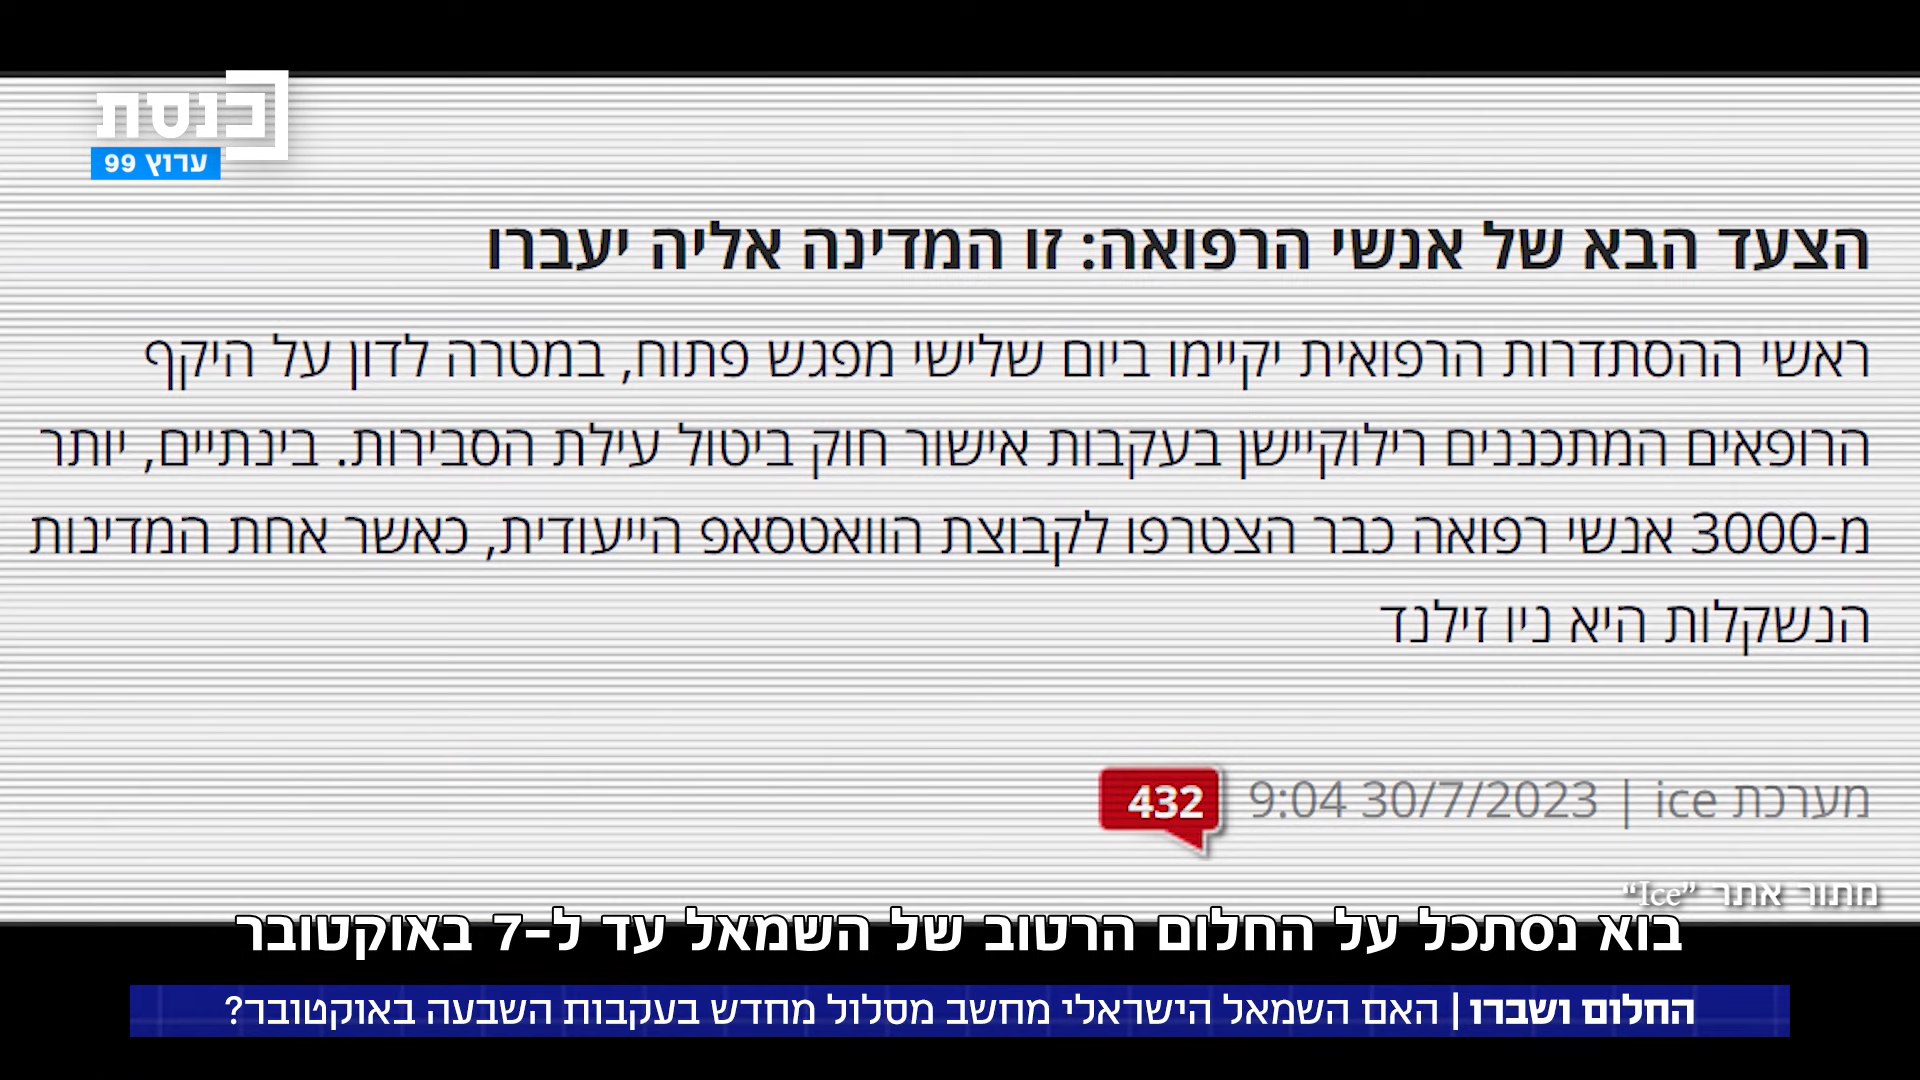 כנסת
ערוץ 99
הצעד הבא של אנשי הרפואה: זו המדינה אליה יעברו
ראשי ההסתדרות הרפואית יקיימו ביום שלישי מפגש פתוח, במטרה לדון על היקף
הרופאים המתכננים רילוקיישן בעקבות אישור חוק ביטול עילת הסבירות. בינתיים, יותר
מ-3000 אנשי רפואה כבר הצטרפו לקבוצת הוואטסאפ הייעודית, כאשר אחת המדינות
הנשקלות היא ניו זילנד
מערכת ice | 30/7/2023 9:04
432
מתוך אתר "Ice"
בוא נסתכל על החלום הרטוב של השמאל עד ל-7 באוקטובר
החלום ושברו | האם השמאל הישראלי מחשב מסלול מחדש בעקבות השבעה באוקטובר?